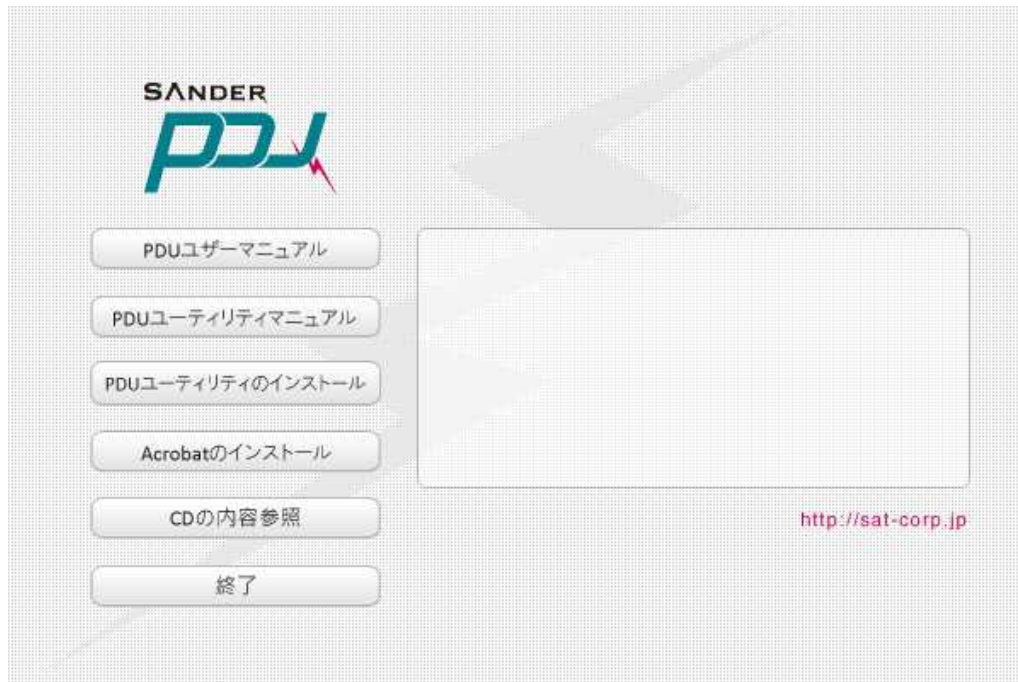 SANDER
PDU
PDUユザーマニュアル
PDUユーティリティマニュアル
PDUユーティリティのインストール
Acrobatのインストール
CDの内容参照
http://sat-corp.jp
終了